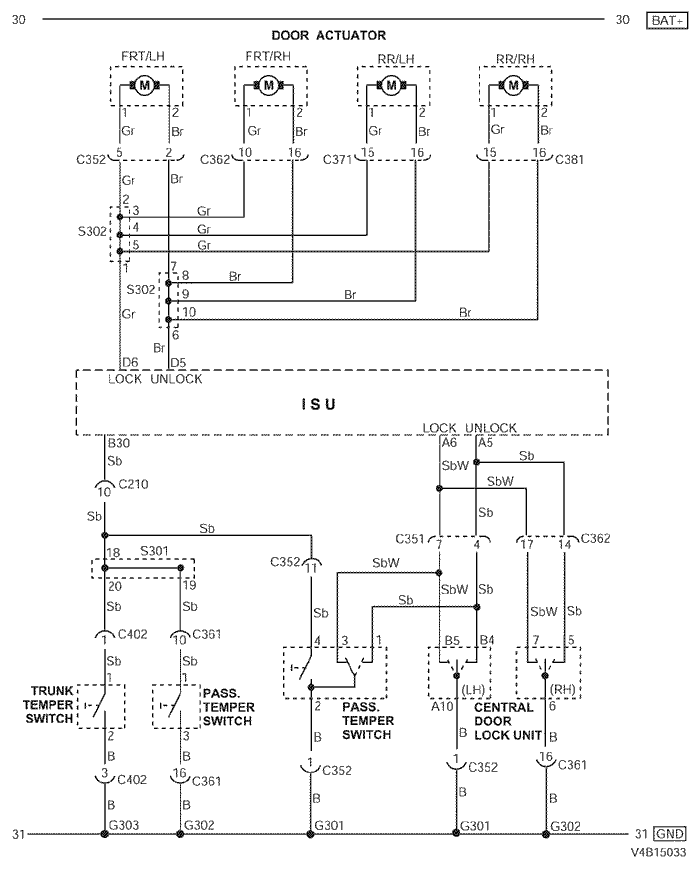 30 30 BAT+
DOOR ACTUATOR
FRT/LH FRT/RH RR/LH RR/RH
M M M M
1 2 1 2 1 2 1 2
Gr Br Gr Br Gr Br Gr Br
C352 5 2 C362 10 16 C371 15 16 15 16 C381
Gr Br
2
3 Gr
S302 4 Gr
5 Gr
1 7
8 Br
S302 9 Br
Gr 10 Br
6
Br
D6 D5
LOCK UNLOCK
ISU
LOCK UNLOCK
B30 A6 A5
Sb SbW Sb
10 C210 SbW
Sb Sb
Sb C351 7 4 17 14 C362
18 S301 C352 11 SbW
20 19 SbW Sb
Sb Sb Sb Sb SbW Sb
1 C402 10 C361 4 3 1 B5 B4 7 5
Sb Sb
1 1
(LH) (RH)
TRUNK TEMPER SWITCH
PASS. TEMPER SWITCH
2 PASS. TEMPER SWITCH
A10 CENTRAL DOOR LOCK UNIT 6
2 3
B B B B B
3 C402 16 C361 1 C352 1 C352 16 C361
B B B B B
31 G303 G302 G301 G301 G302 31 GND
V4B15033